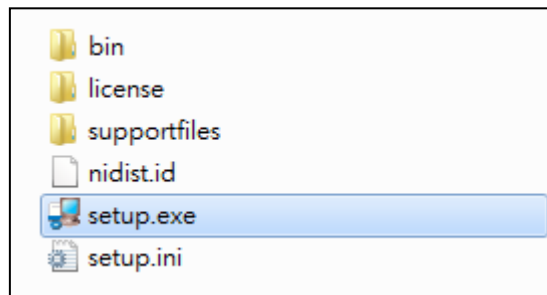 bin
license
supportfiles
nidist.id
setup.exe
setup.ini